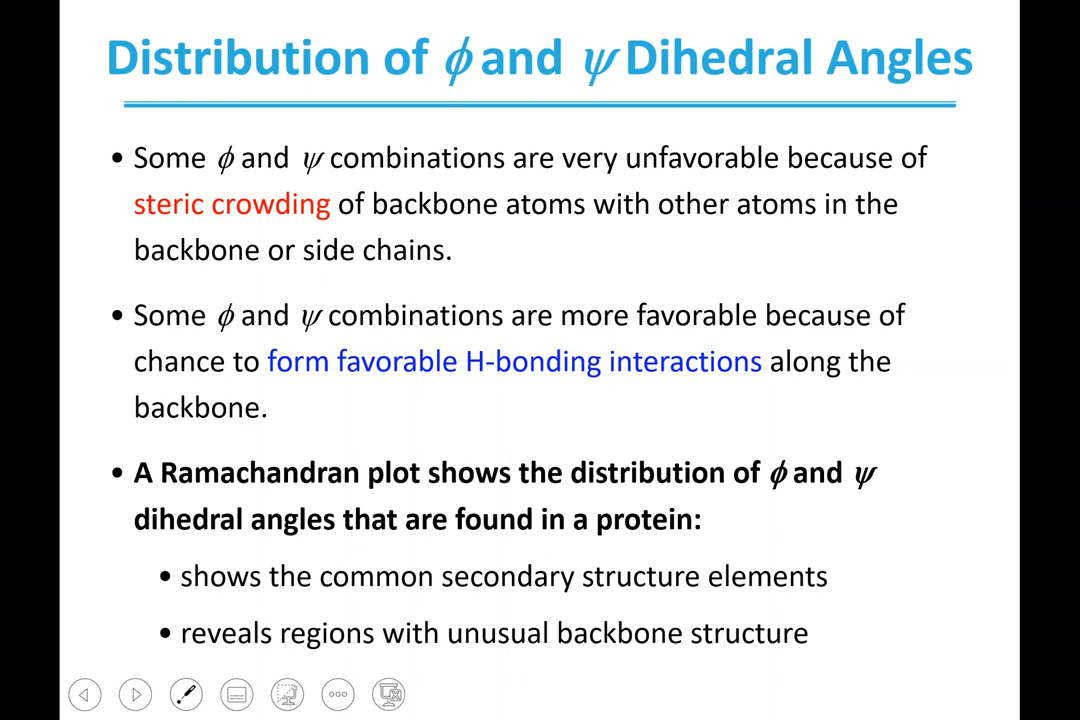 Distribution of ϕ and ψ Dihedral Angles
• Some ϕ and ψ combinations are very unfavorable because of
steric crowding of backbone atoms with other atoms in the
backbone or side chains.
• Some ϕ and ψ combinations are more favorable because of
chance to form favorable H-bonding interactions along the
backbone.
• A Ramachandran plot shows the distribution of ϕ and ψ
dihedral angles that are found in a protein:
• shows the common secondary structure elements
• reveals regions with unusual backbone structure